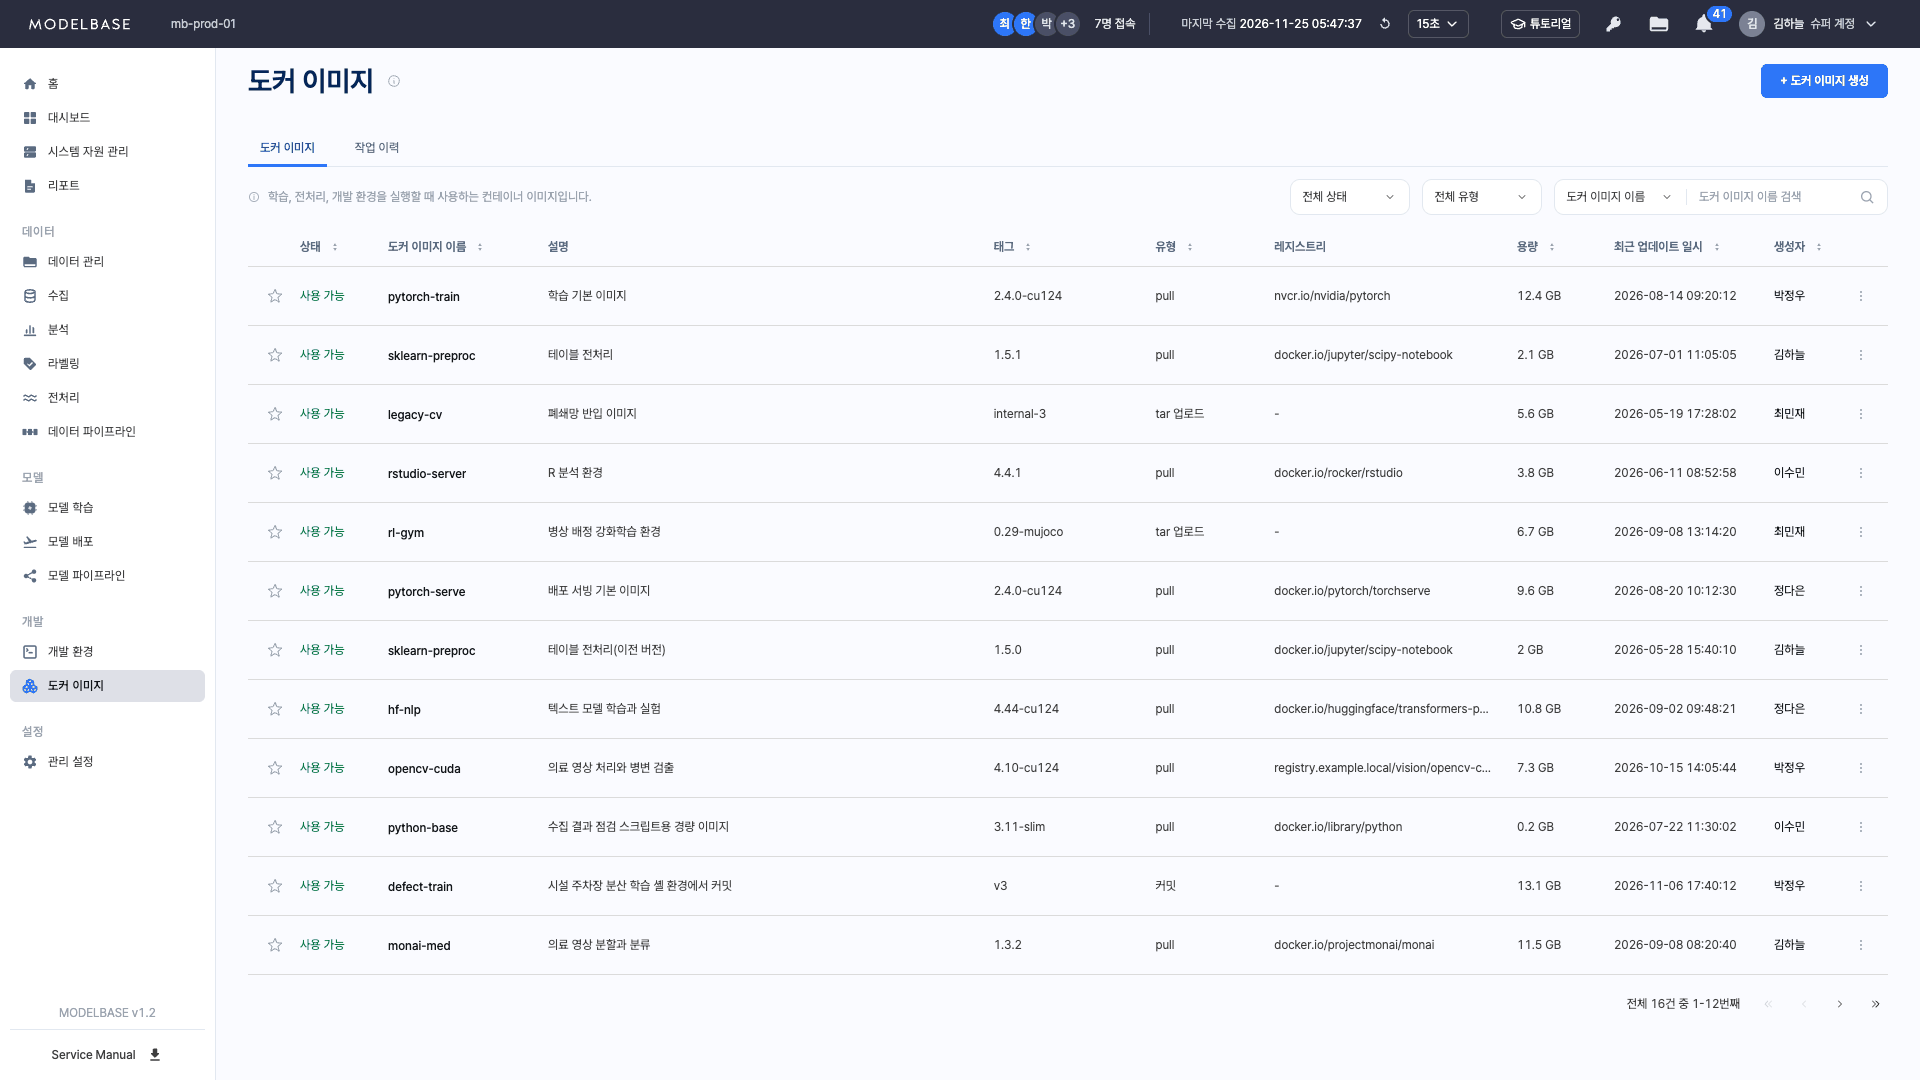 MODELBASE mb-prod-01 최 한 박 +3 7명 접속 마지막 수집 2026-11-25 05:47:37 15초 튜토리얼 41 김 김하늘 슈퍼 계정
홈
대시보드
시스템 자원 관리
리포트
데이터
데이터 관리
수집
분석
라벨링
전처리
데이터 파이프라인
모델
모델 학습
모델 배포
모델 파이프라인
개발
개발 환경
도커 이미지
설정
관리 설정
MODELBASE v1.2
Service Manual
도커 이미지
+ 도커 이미지 생성
도커 이미지 작업 이력
학습, 전처리, 개발 환경을 실행할 때 사용하는 컨테이너 이미지입니다. 전체 상태 전체 유형 도커 이미지 이름 도커 이미지 이름 검색
상태 도커 이미지 이름 설명 태그 유형 레지스트리 용량 최근 업데이트 일시 생성자
사용 가능 pytorch-train 학습 기본 이미지 2.4.0-cu124 pull nvcr.io/nvidia/pytorch 12.4 GB 2026-08-14 09:20:12 박정우
사용 가능 sklearn-preproc 테이블 전처리 1.5.1 pull docker.io/jupyter/scipy-notebook 2.1 GB 2026-07-01 11:05:05 김하늘
사용 가능 legacy-cv 폐쇄망 반입 이미지 internal-3 tar 업로드 - 5.6 GB 2026-05-19 17:28:02 최민재
사용 가능 rstudio-server R 분석 환경 4.4.1 pull docker.io/rocker/rstudio 3.8 GB 2026-06-11 08:52:58 이수민
사용 가능 rl-gym 병상 배정 강화학습 환경 0.29-mujoco tar 업로드 - 6.7 GB 2026-09-08 13:14:20 최민재
사용 가능 pytorch-serve 배포 서빙 기본 이미지 2.4.0-cu124 pull docker.io/pytorch/torchserve 9.6 GB 2026-08-20 10:12:30 정다은
사용 가능 sklearn-preproc 테이블 전처리(이전 버전) 1.5.0 pull docker.io/jupyter/scipy-notebook 2 GB 2026-05-28 15:40:10 김하늘
사용 가능 hf-nlp 텍스트 모델 학습과 실험 4.44-cu124 pull docker.io/huggingface/transformers-p... 10.8 GB 2026-09-02 09:48:21 정다은
사용 가능 opencv-cuda 의료 영상 처리와 병변 검출 4.10-cu124 pull registry.example.local/vision/opencv-c... 7.3 GB 2026-10-15 14:05:44 박정우
사용 가능 python-base 수집 결과 점검 스크립트용 경량 이미지 3.11-slim pull docker.io/library/python 0.2 GB 2026-07-22 11:30:02 이수민
사용 가능 defect-train 시설 주차장 분산 학습 셸 환경에서 커밋 v3 커밋 - 13.1 GB 2026-11-06 17:40:12 박정우
사용 가능 monai-med 의료 영상 분할과 분류 1.3.2 pull docker.io/projectmonai/monai 11.5 GB 2026-09-08 08:20:40 김하늘
전체 16건 중 1-12번째